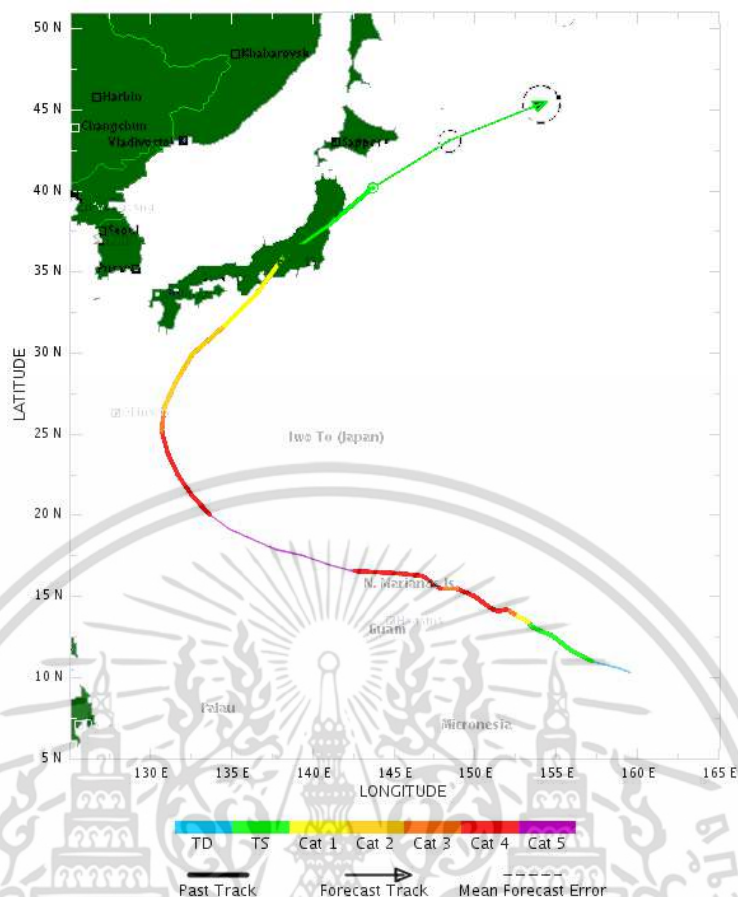 50 N
45 N
40 N
35 N
30 N
25 N
20 N
15 N
10 N
5 N
LATITUDE
Khabarovsk
Harbin
Changchun
Vladivostok
Sapporo
Seoul
Iwo To (Japan)
N. Mariana Is
Guam
Palau
Micronesia
130 E 135 E 140 E 145 E 150 E 155 E 160 E 165 E
LONGITUDE
TD TS Cat 1 Cat 2 Cat 3 Cat 4 Cat 5
Past Track Forecast Track Mean Forecast Error